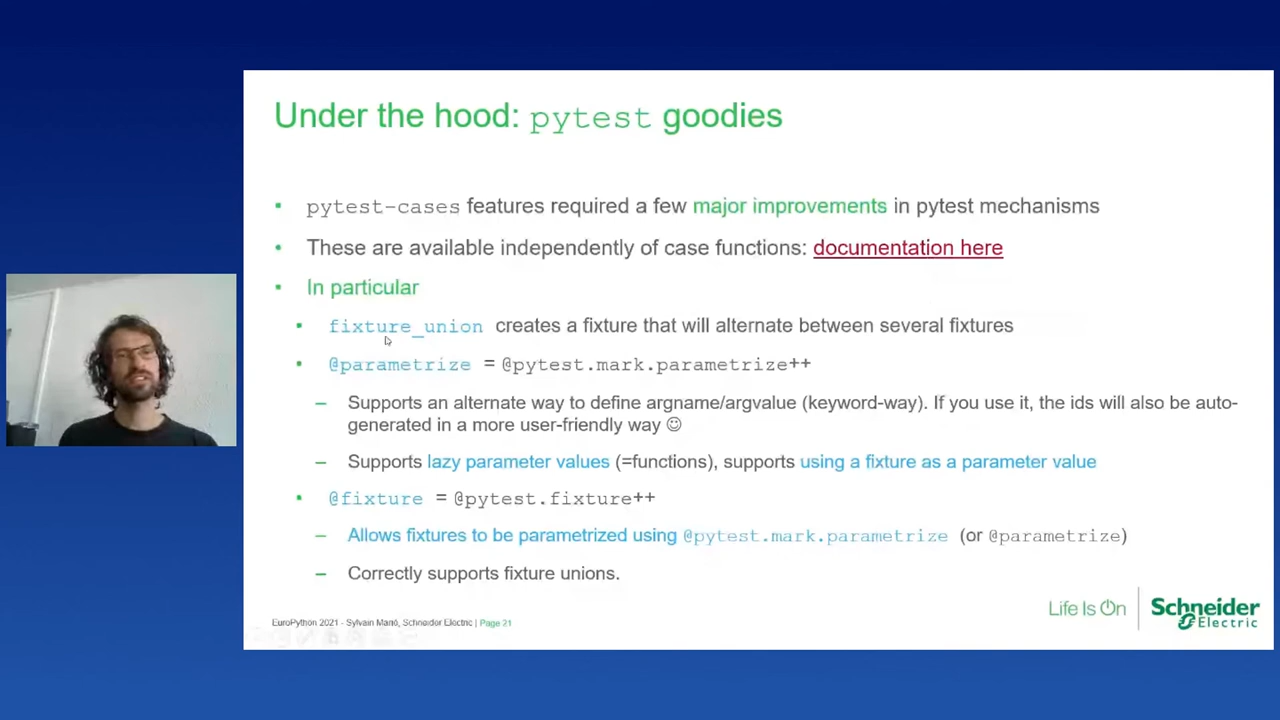 Under the hood: pytest goodies
pytest-cases features required a few major improvements in pytest mechanisms
These are available independently of case functions: documentation here
In particular
fixture_union creates a fixture that will alternate between several fixtures
@parametrize = @pytest.mark.parametrize++
Supports an alternate way to define argname/argvalue (keyword-way). If you use it, the ids will also be auto-
generated in a more user-friendly way ☺
Supports lazy parameter values (=functions), supports using a fixture as a parameter value
@fixture = @pytest.fixture++
Allows fixtures to be parametrized using @pytest.mark.parametrize (or @parametrize)
Correctly supports fixture unions.
EuroPython 2021 - Sylvain Marié, Schneider Electric | Page 21
Life Is On
Schneider
Electric